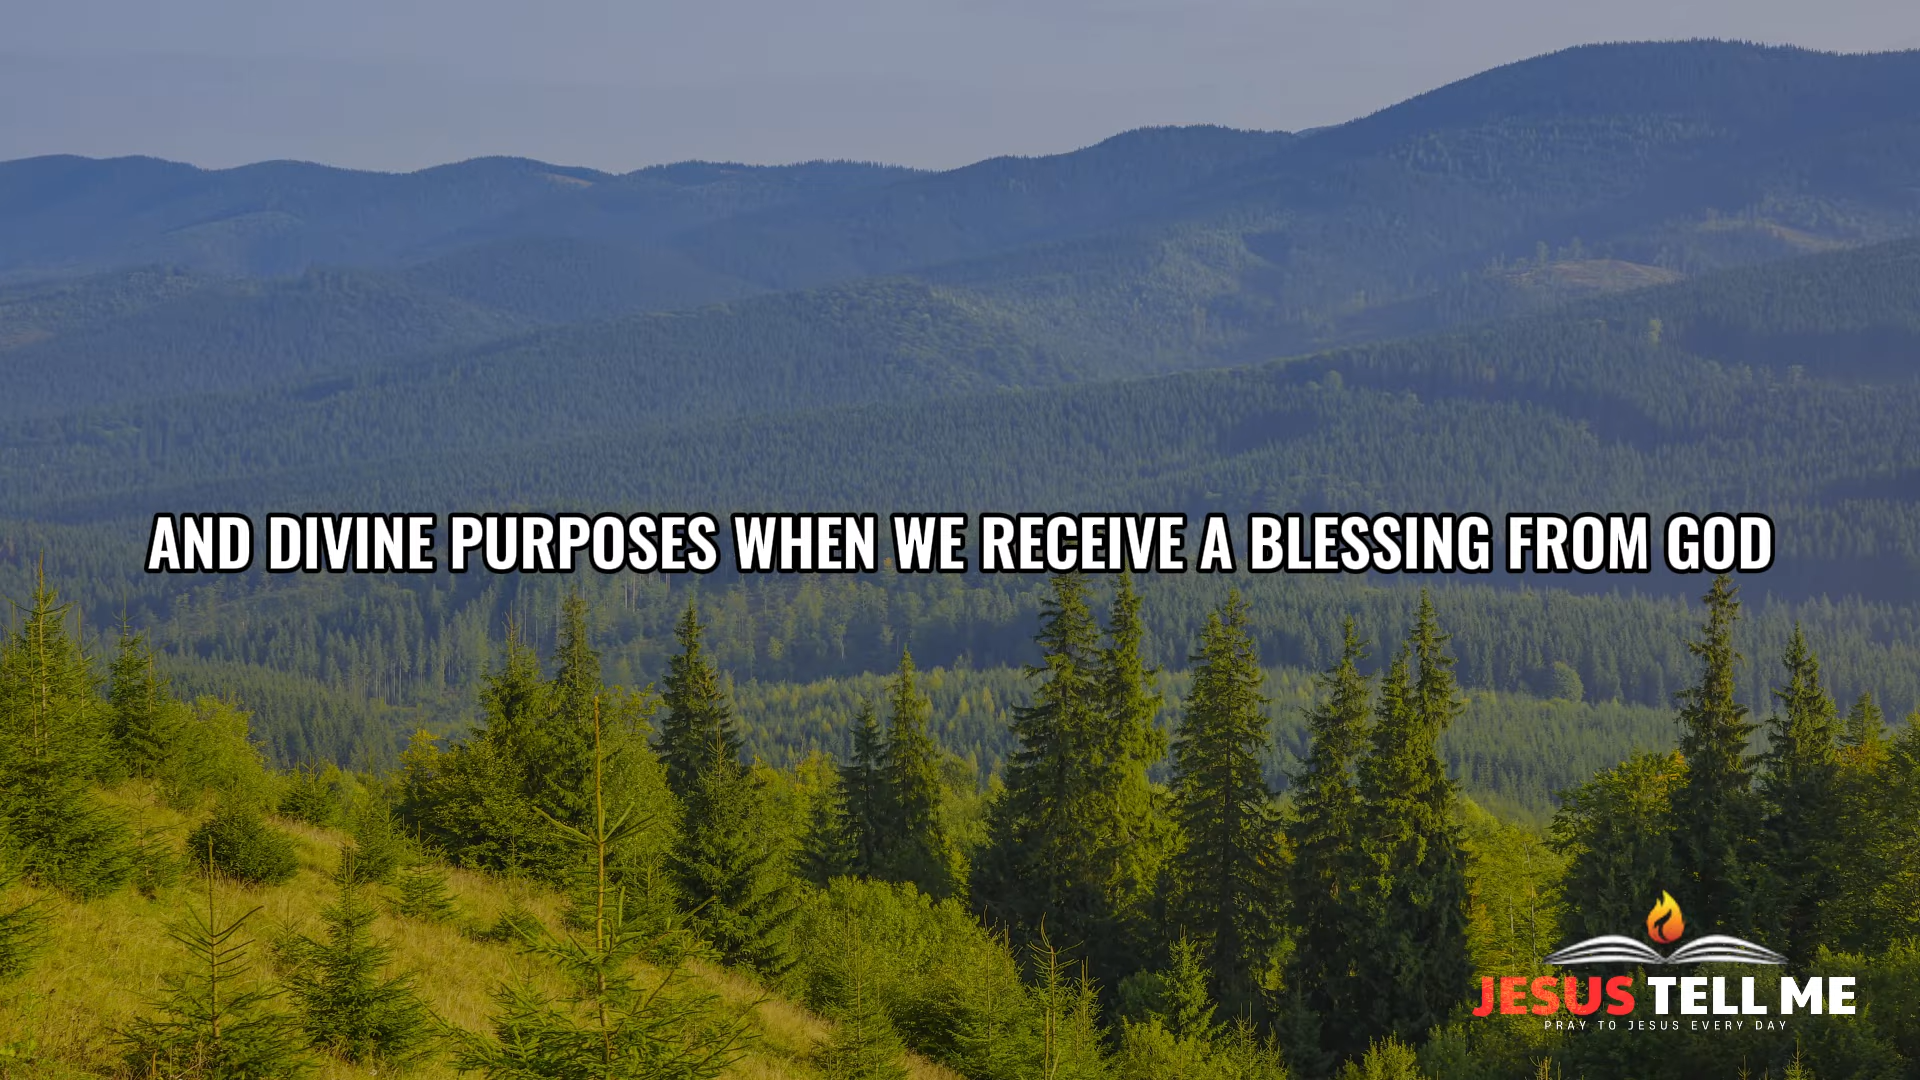 AND DIVINE PURPOSES WHEN WE RECEIVE A BLESSING FROM GOD
JESUS TELL ME
PRAY TO JESUS EVERY DAY